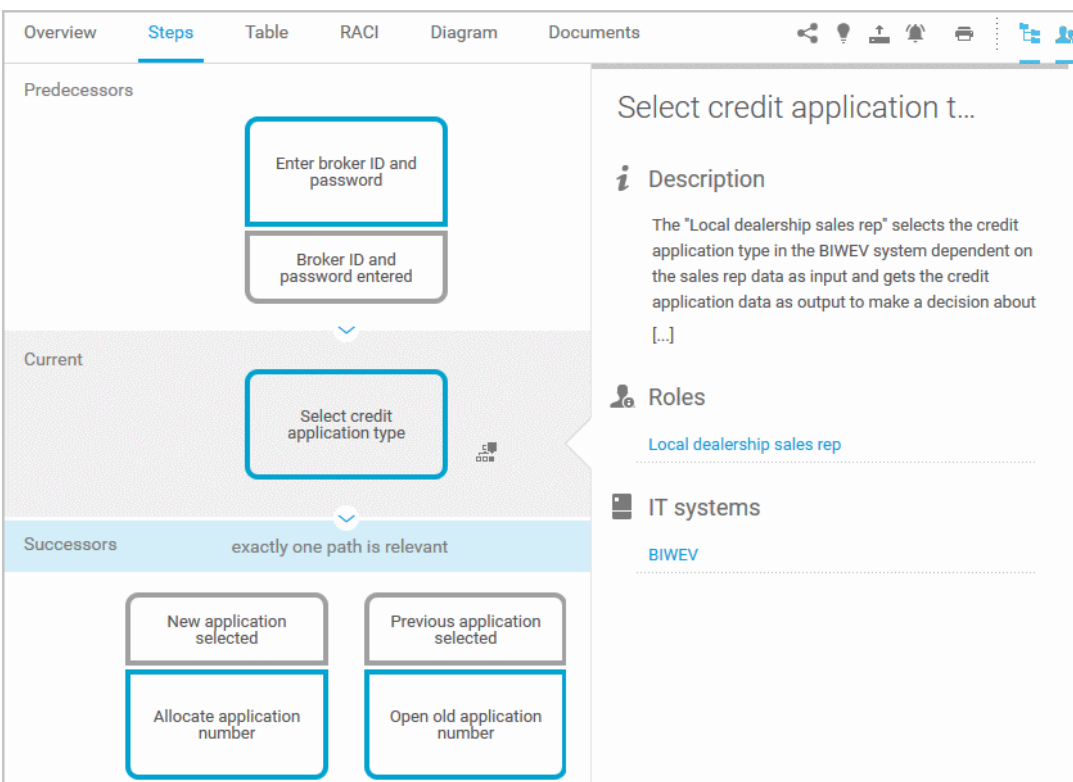 Overview Steps Table RACI Diagram Documents
Predecessors
Enter broker ID and
password
Broker ID and
password entered
Current
Select credit
application type
Successors exactly one path is relevant
New application
selected
Previous application
selected
Allocate application
number
Open old application
number
Select credit application t...
Description
The "Local dealership sales rep" selects the credit
application type in the BIWEV system dependent on
the sales rep data as input and gets the credit
application data as output to make a decision about
[...]
Roles
Local dealership sales rep
IT systems
BIWEV